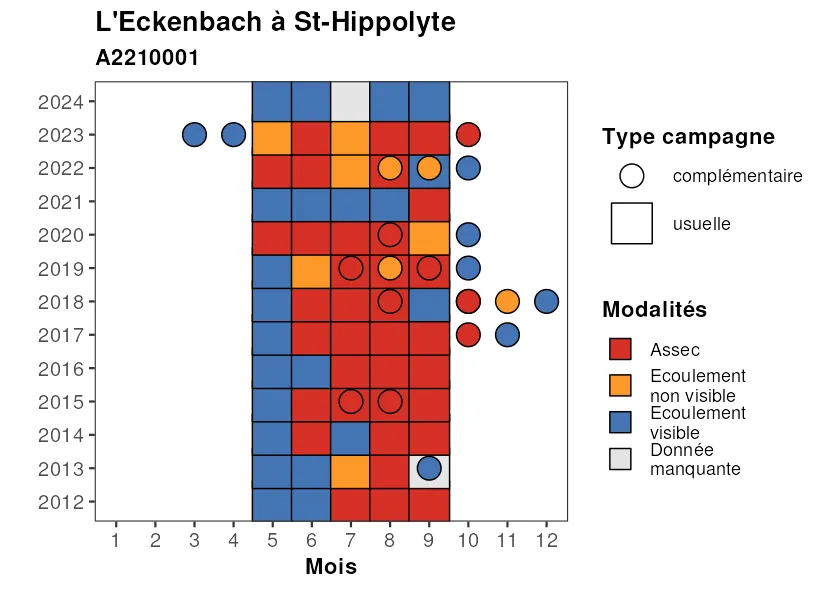 L'Eckenbach à St-Hippolyte
A2210001
2024
2023
2022
2021
2020
2019
2018
2017
2016
2015
2014
2013
2012
1 2 3 4 5 6 7 8 9 10 11 12
Mois
Type campagne
complémentaire
usuelle
Modalités
Assec
Ecoulement
non visible
Ecoulement
visible
Donnée
manquante